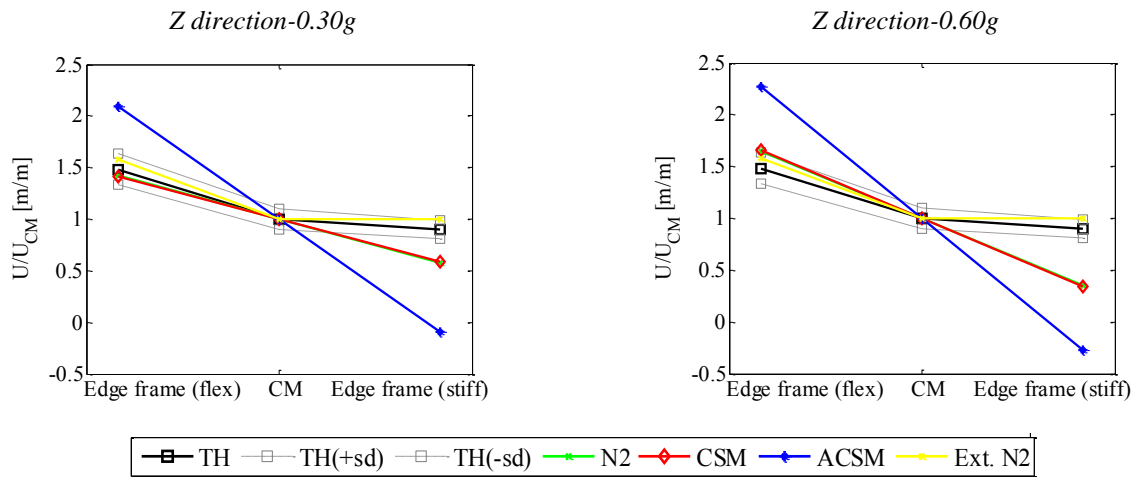 Z direction-0.30g
Z direction-0.60g
2.5
2
1.5
1
0.5
0
-0.5
U/U_CM [m/m]
Edge frame (flex) CM Edge frame (stiff)
2.5
2
1.5
1
0.5
0
-0.5
U/U_CM [m/m]
Edge frame (flex) CM Edge frame (stiff)
TH TH(+sd) TH(-sd) N2 CSM ACSM Ext. N2